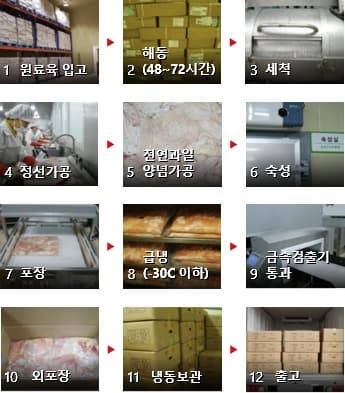 1 원료육 입고
2 해동
(48~72시간)
3 세척
4 정선가공
5 천연과일
양념가공
숙성실
6 숙성
7 포장
8 급냉
(-30C 이하)
9 금속검출기
통과
10 외포장
11 냉동보관
12 출고